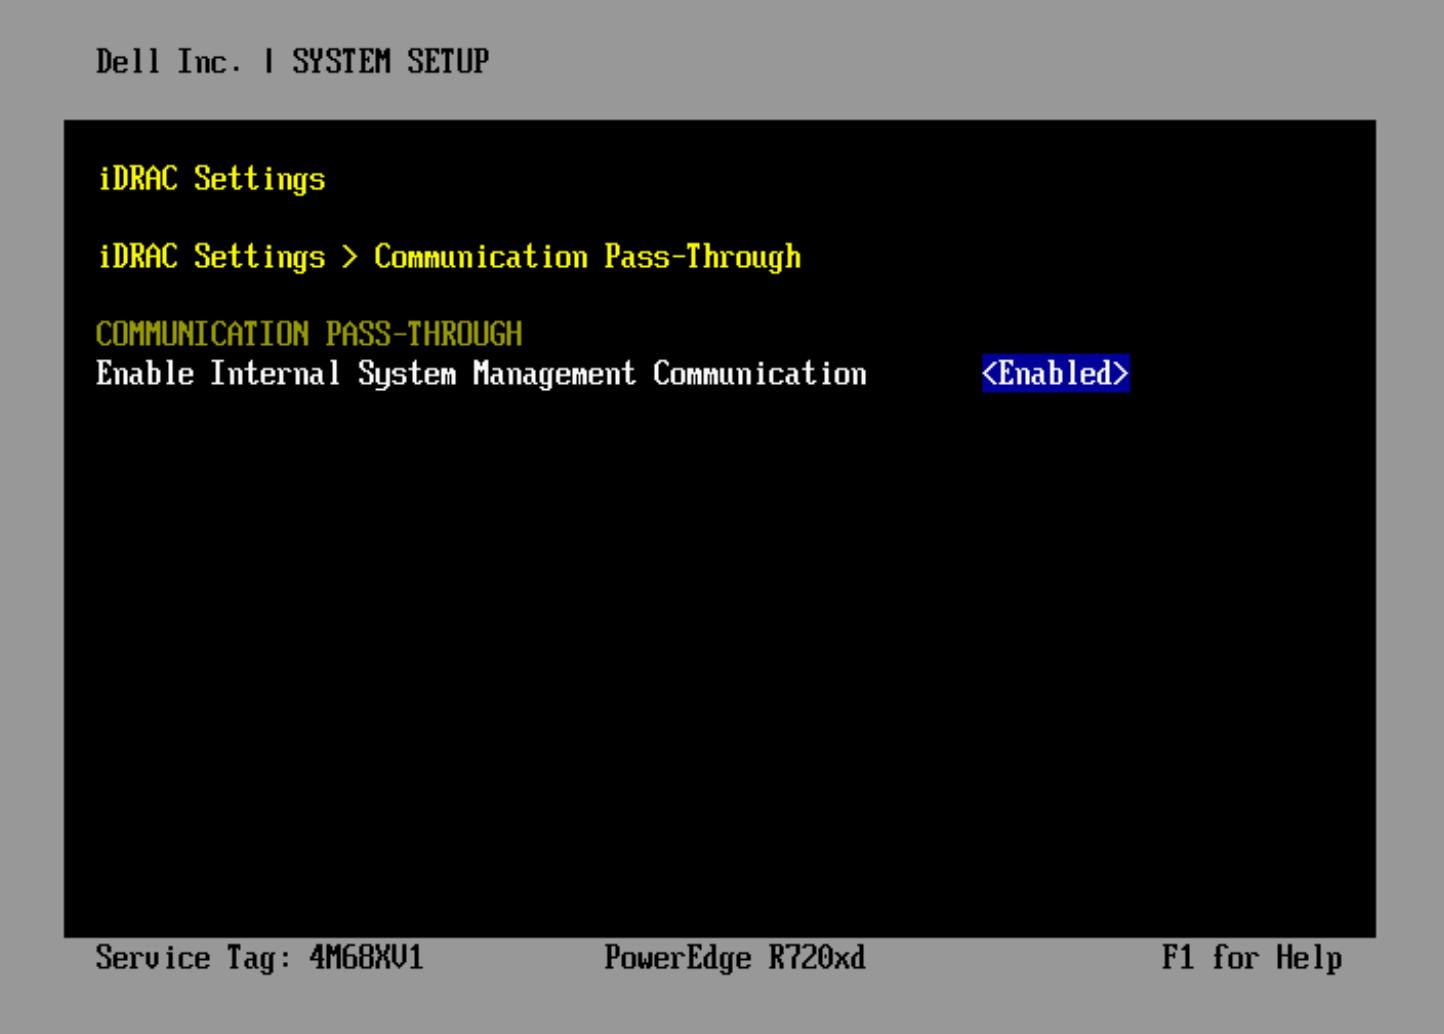 Dell Inc. | SYSTEM SETUP
iDRAC Settings
iDRAC Settings > Communication Pass-Through
COMMUNICATION PASS-THROUGH
Enable Internal System Management Communication <Enabled>
Service Tag: 4M68XV1 PowerEdge R720xd F1 for Help